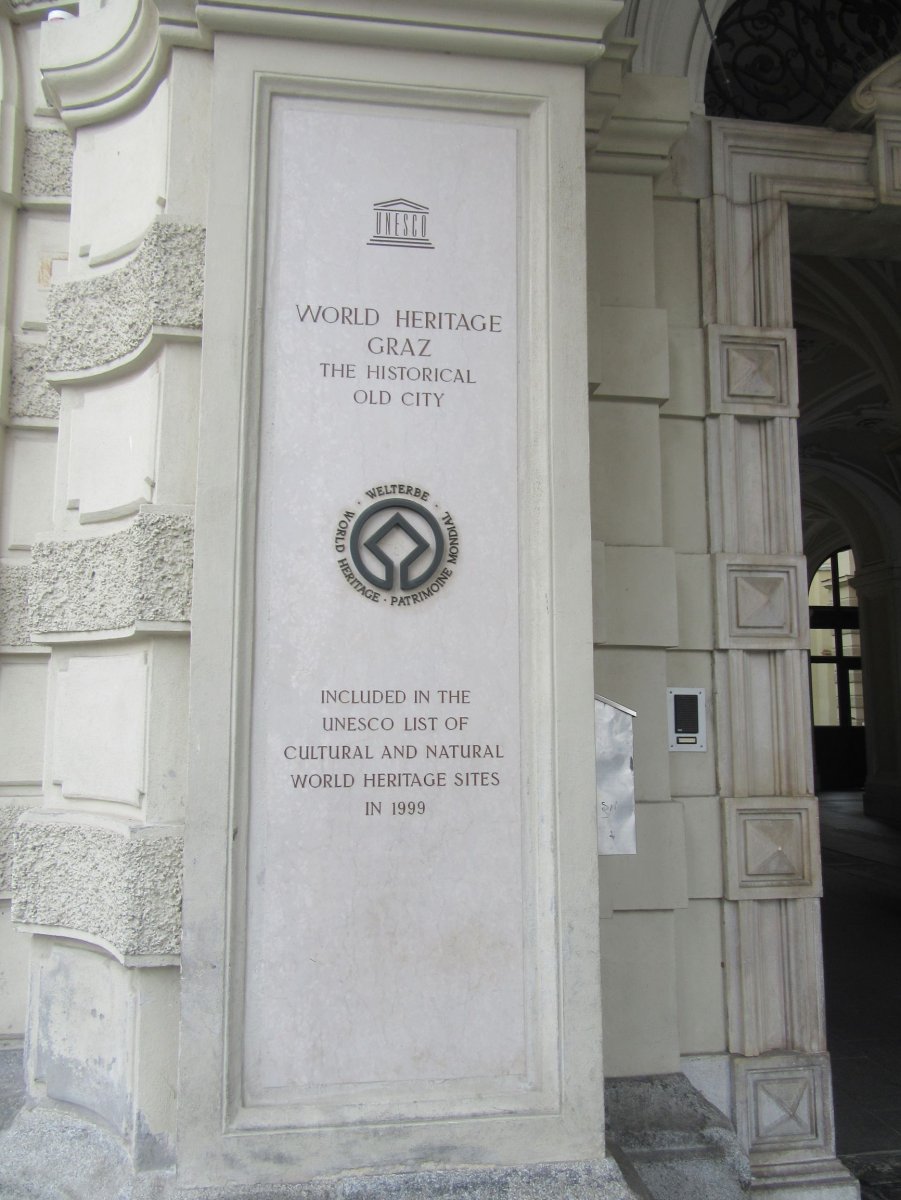 UNESCO
WORLD HERITAGE
GRAZ
THE HISTORICAL
OLD CITY
WORLD HERITAGE · PATRIMOINE MONDIAL · WELTERBE ·
INCLUDED IN THE
UNESCO LIST OF
CULTURAL AND NATURAL
WORLD HERITAGE SITES
IN 1999